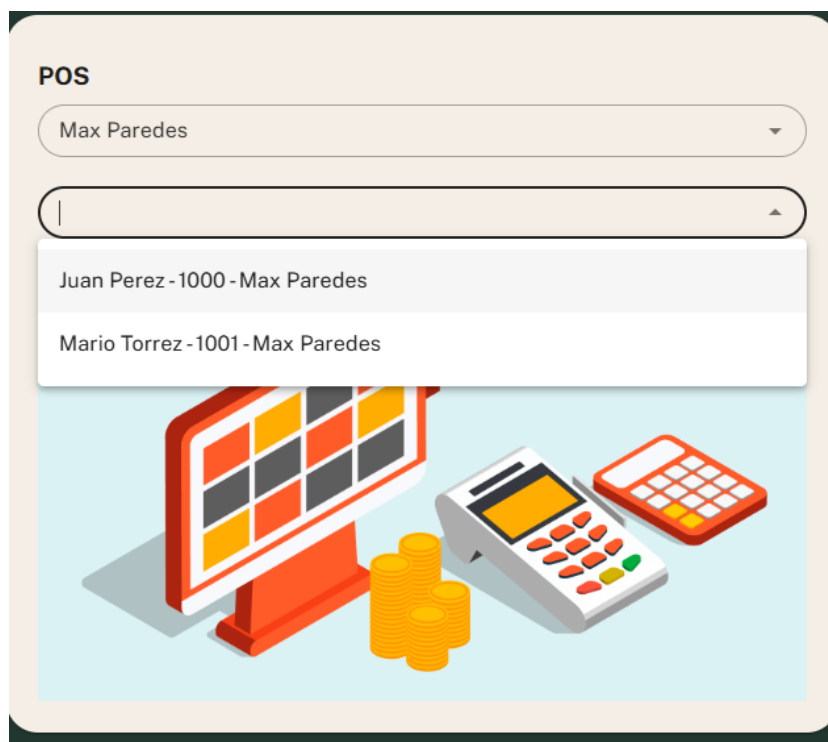 POS
Max Paredes
Juan Perez - 1000 - Max Paredes
Mario Torrez - 1001 - Max Paredes